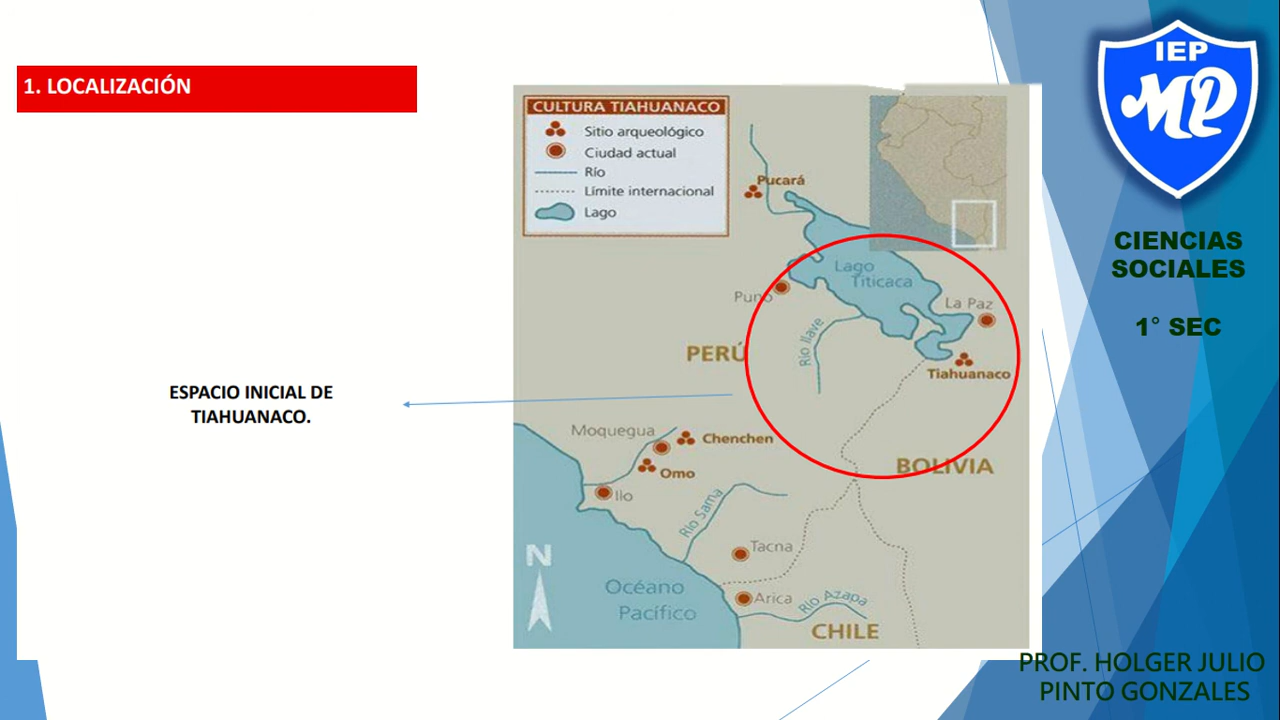 1. LOCALIZACIÓN
CULTURA TIAHUANACO
Sitio arqueológico
Ciudad actual
Río
Límite internacional
Lago
Pucará
Lago
Titicaca
Puno
La Paz
Río Ilave
PERÚ
Tiahuanaco
ESPACIO INICIAL DE
TIAHUANACO.
Moquegua
Chenchen
Omo
BOLIVIA
Ilo
Río Sama
Tacna
N
Océano
Pacífico
Arica
Río Azapa
CHILE
IEP
MP
CIENCIAS
SOCIALES
1° SEC
PROF. HOLGER JULIO
PINTO GONZALES